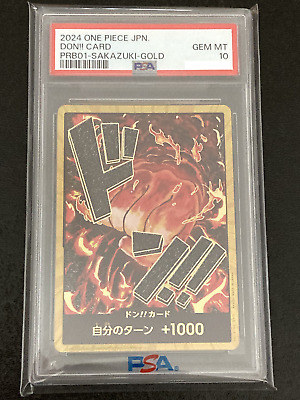 2024 ONE PIECE JPN.
DON!! CARD
GEM MT
PRB01-SAKAZUKI-GOLD
10
PSA
ドン!!
ドン!!カード
自分のターン +1000
PSA